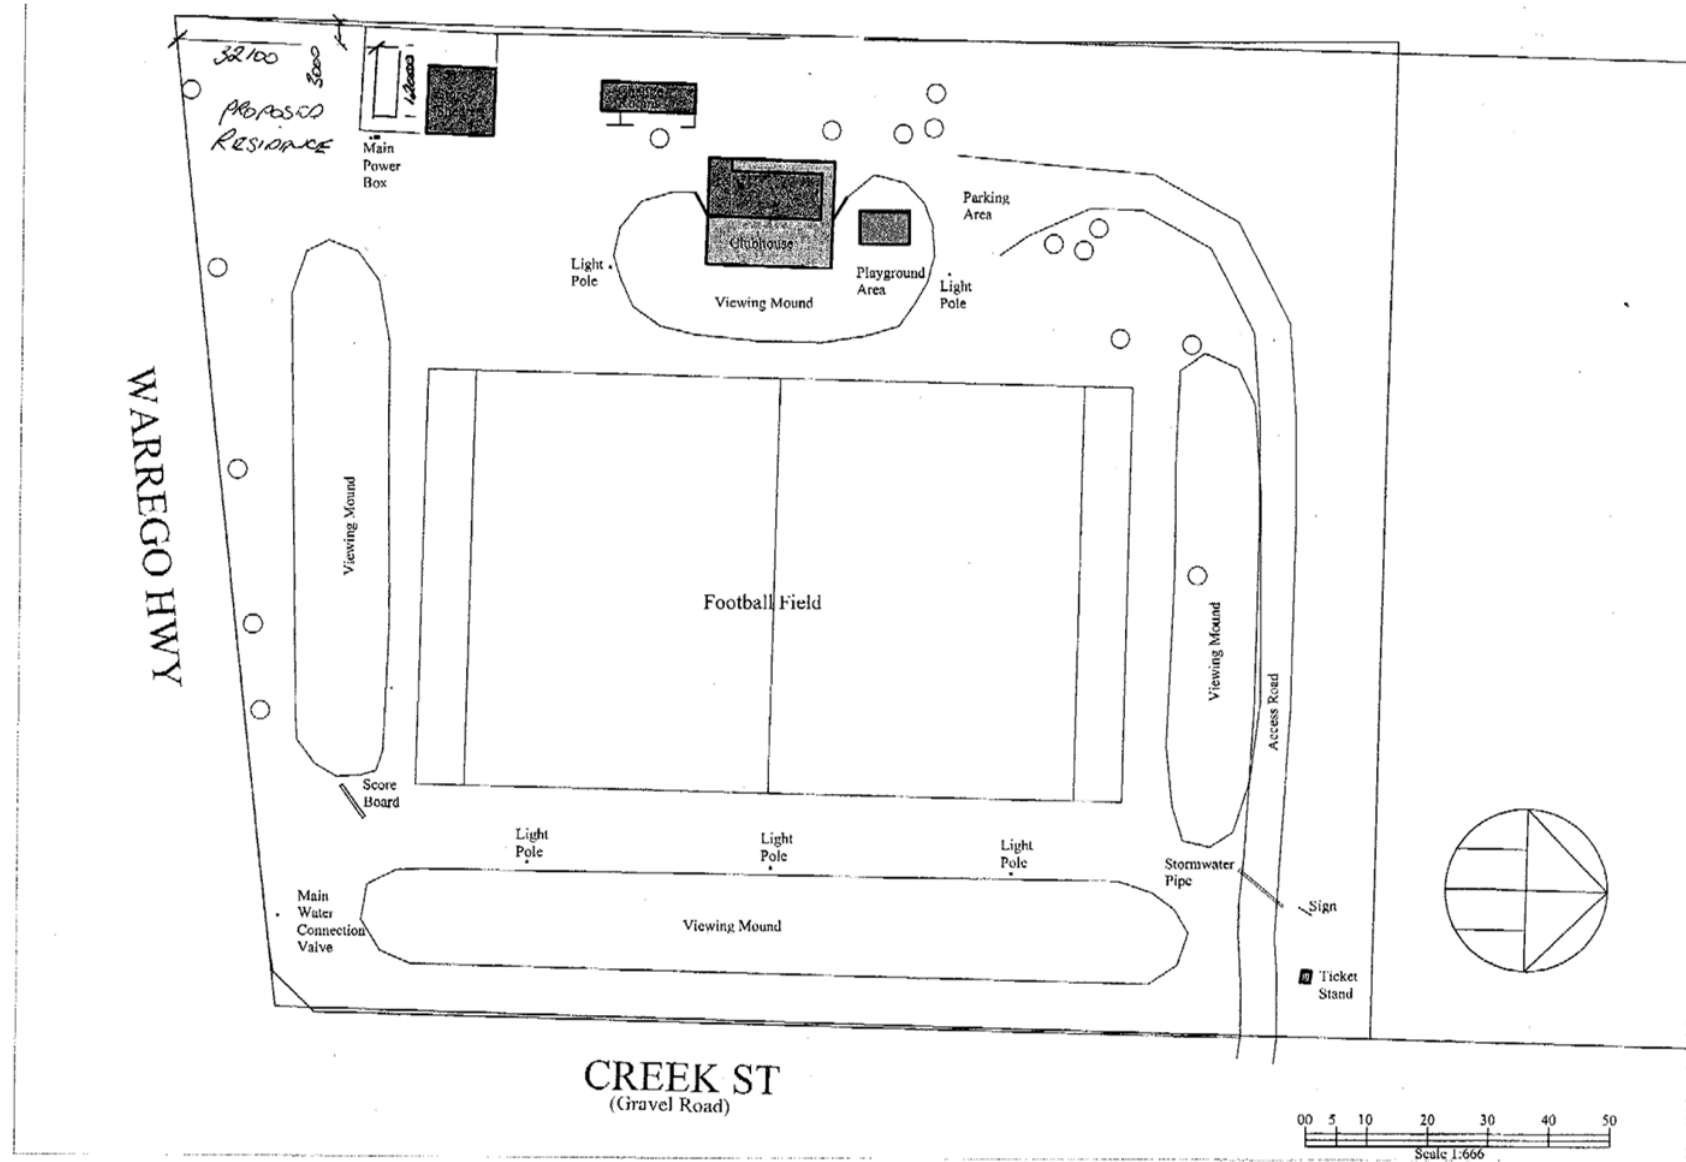 32100
3000
12000
PROPOSED
RESIDENCE
Main
Power
Box
Parking
Area
Clubhouse
Light
Pole
Playground
Area
Light
Pole
Viewing Mound
WARREGO HWY
Viewing Mound
Football Field
Viewing Mound
Access Road
Score
Board
Light
Pole
Light
Pole
Light
Pole
Stormwater
Pipe
Sign
Main
Water
Connection
Valve
Viewing Mound
Ticket
Stand
CREEK ST
(Gravel Road)
00 5 10 20 30 40 50
Scale 1:666